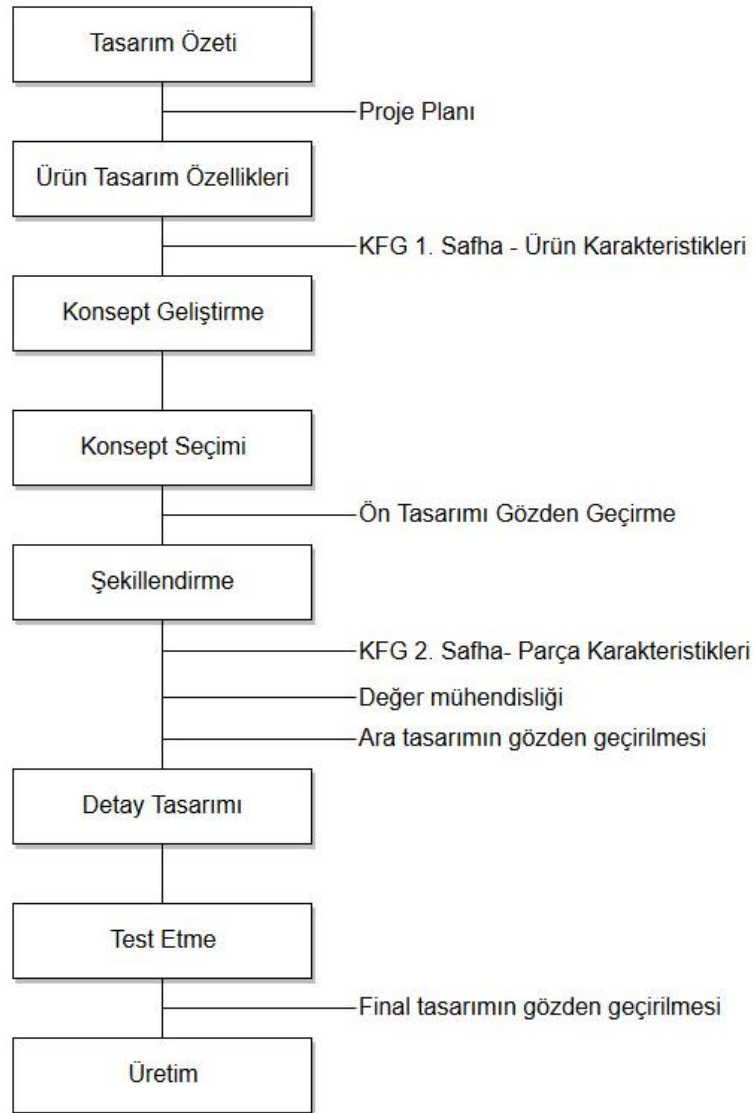 Tasarım Özeti
Proje Planı
Ürün Tasarım Özellikleri
KFG 1. Safha - Ürün Karakteristikleri
Konsept Geliştirme
Konsept Seçimi
Ön Tasarımı Gözden Geçirme
Şekillendirme
KFG 2. Safha- Parça Karakteristikleri
Değer mühendisliği
Ara tasarımın gözden geçirilmesi
Detay Tasarımı
Test Etme
Final tasarımın gözden geçirilmesi
Üretim